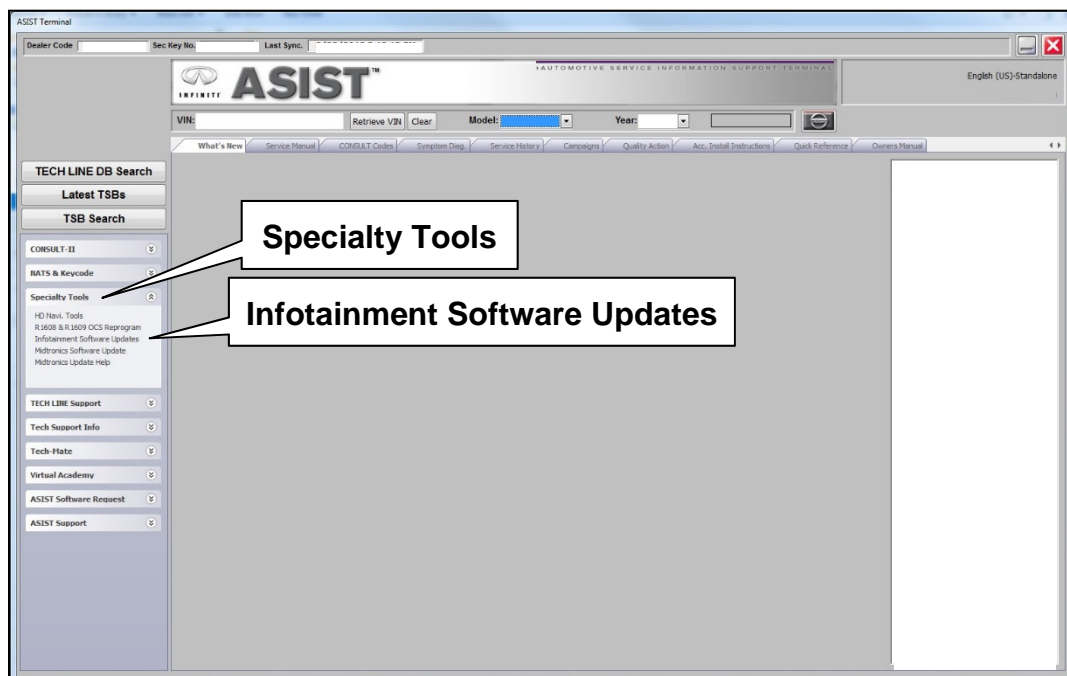 ASIST Terminal
Dealer Code Sec Key No. Last Sync.
INFINITI ASIST™ AUTOMOTIVE SERVICE INFORMATION SUPPORT TERMINAL English (US)-Standalone
VIN: Retrieve VIN Clear Model: Year:
What's New Service Manual CONSULT Codes Symptom Diag. Service History Campaigns Quality Action Acc. Install Instructions Quick Reference Owners Manual
TECH LINE DB Search
Latest TSBs
TSB Search
CONSULT-II
NATS & Keycode
Specialty Tools
HD Navi. Tools
R1608 & R1609 OCS Reprogram
Infotainment Software Updates
Midtronics Software Update
Midtronics Update Help
TECH LINE Support
Tech Support Info
Tech-Mate
Virtual Academy
ASIST Software Request
ASIST Support
Specialty Tools
Infotainment Software Updates